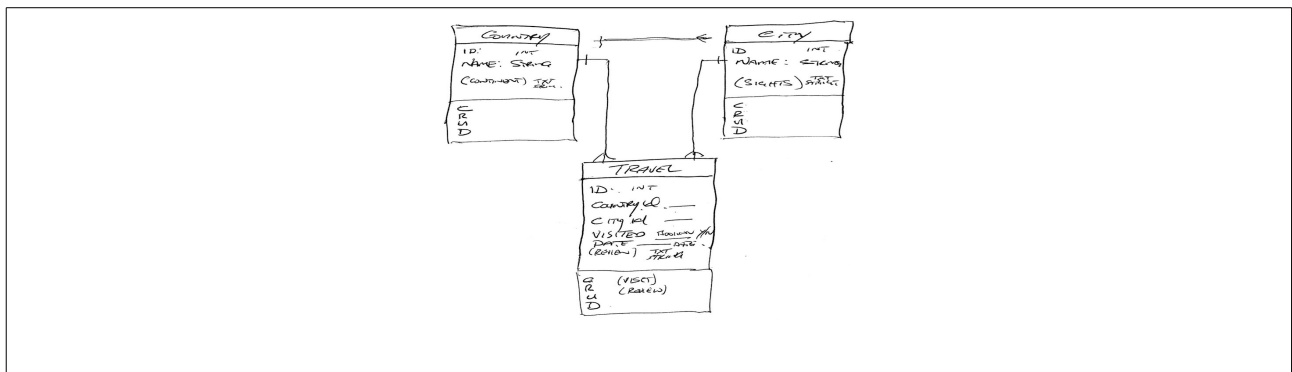 COUNTRY
ID: INT
NAME: STRING
(CONTINENT) TXT
C
R
U
D
CITY
ID INT
NAME: STRING
(SIGHTS) TXT STRING
C
R
U
D
TRAVEL
ID: INT
COUNTRY id
CITY id
VISITED BOOLEAN Y/N
DATE DATE
(REVIEW) TXT STRING
C (VISIT)
R (REVIEW)
U
D